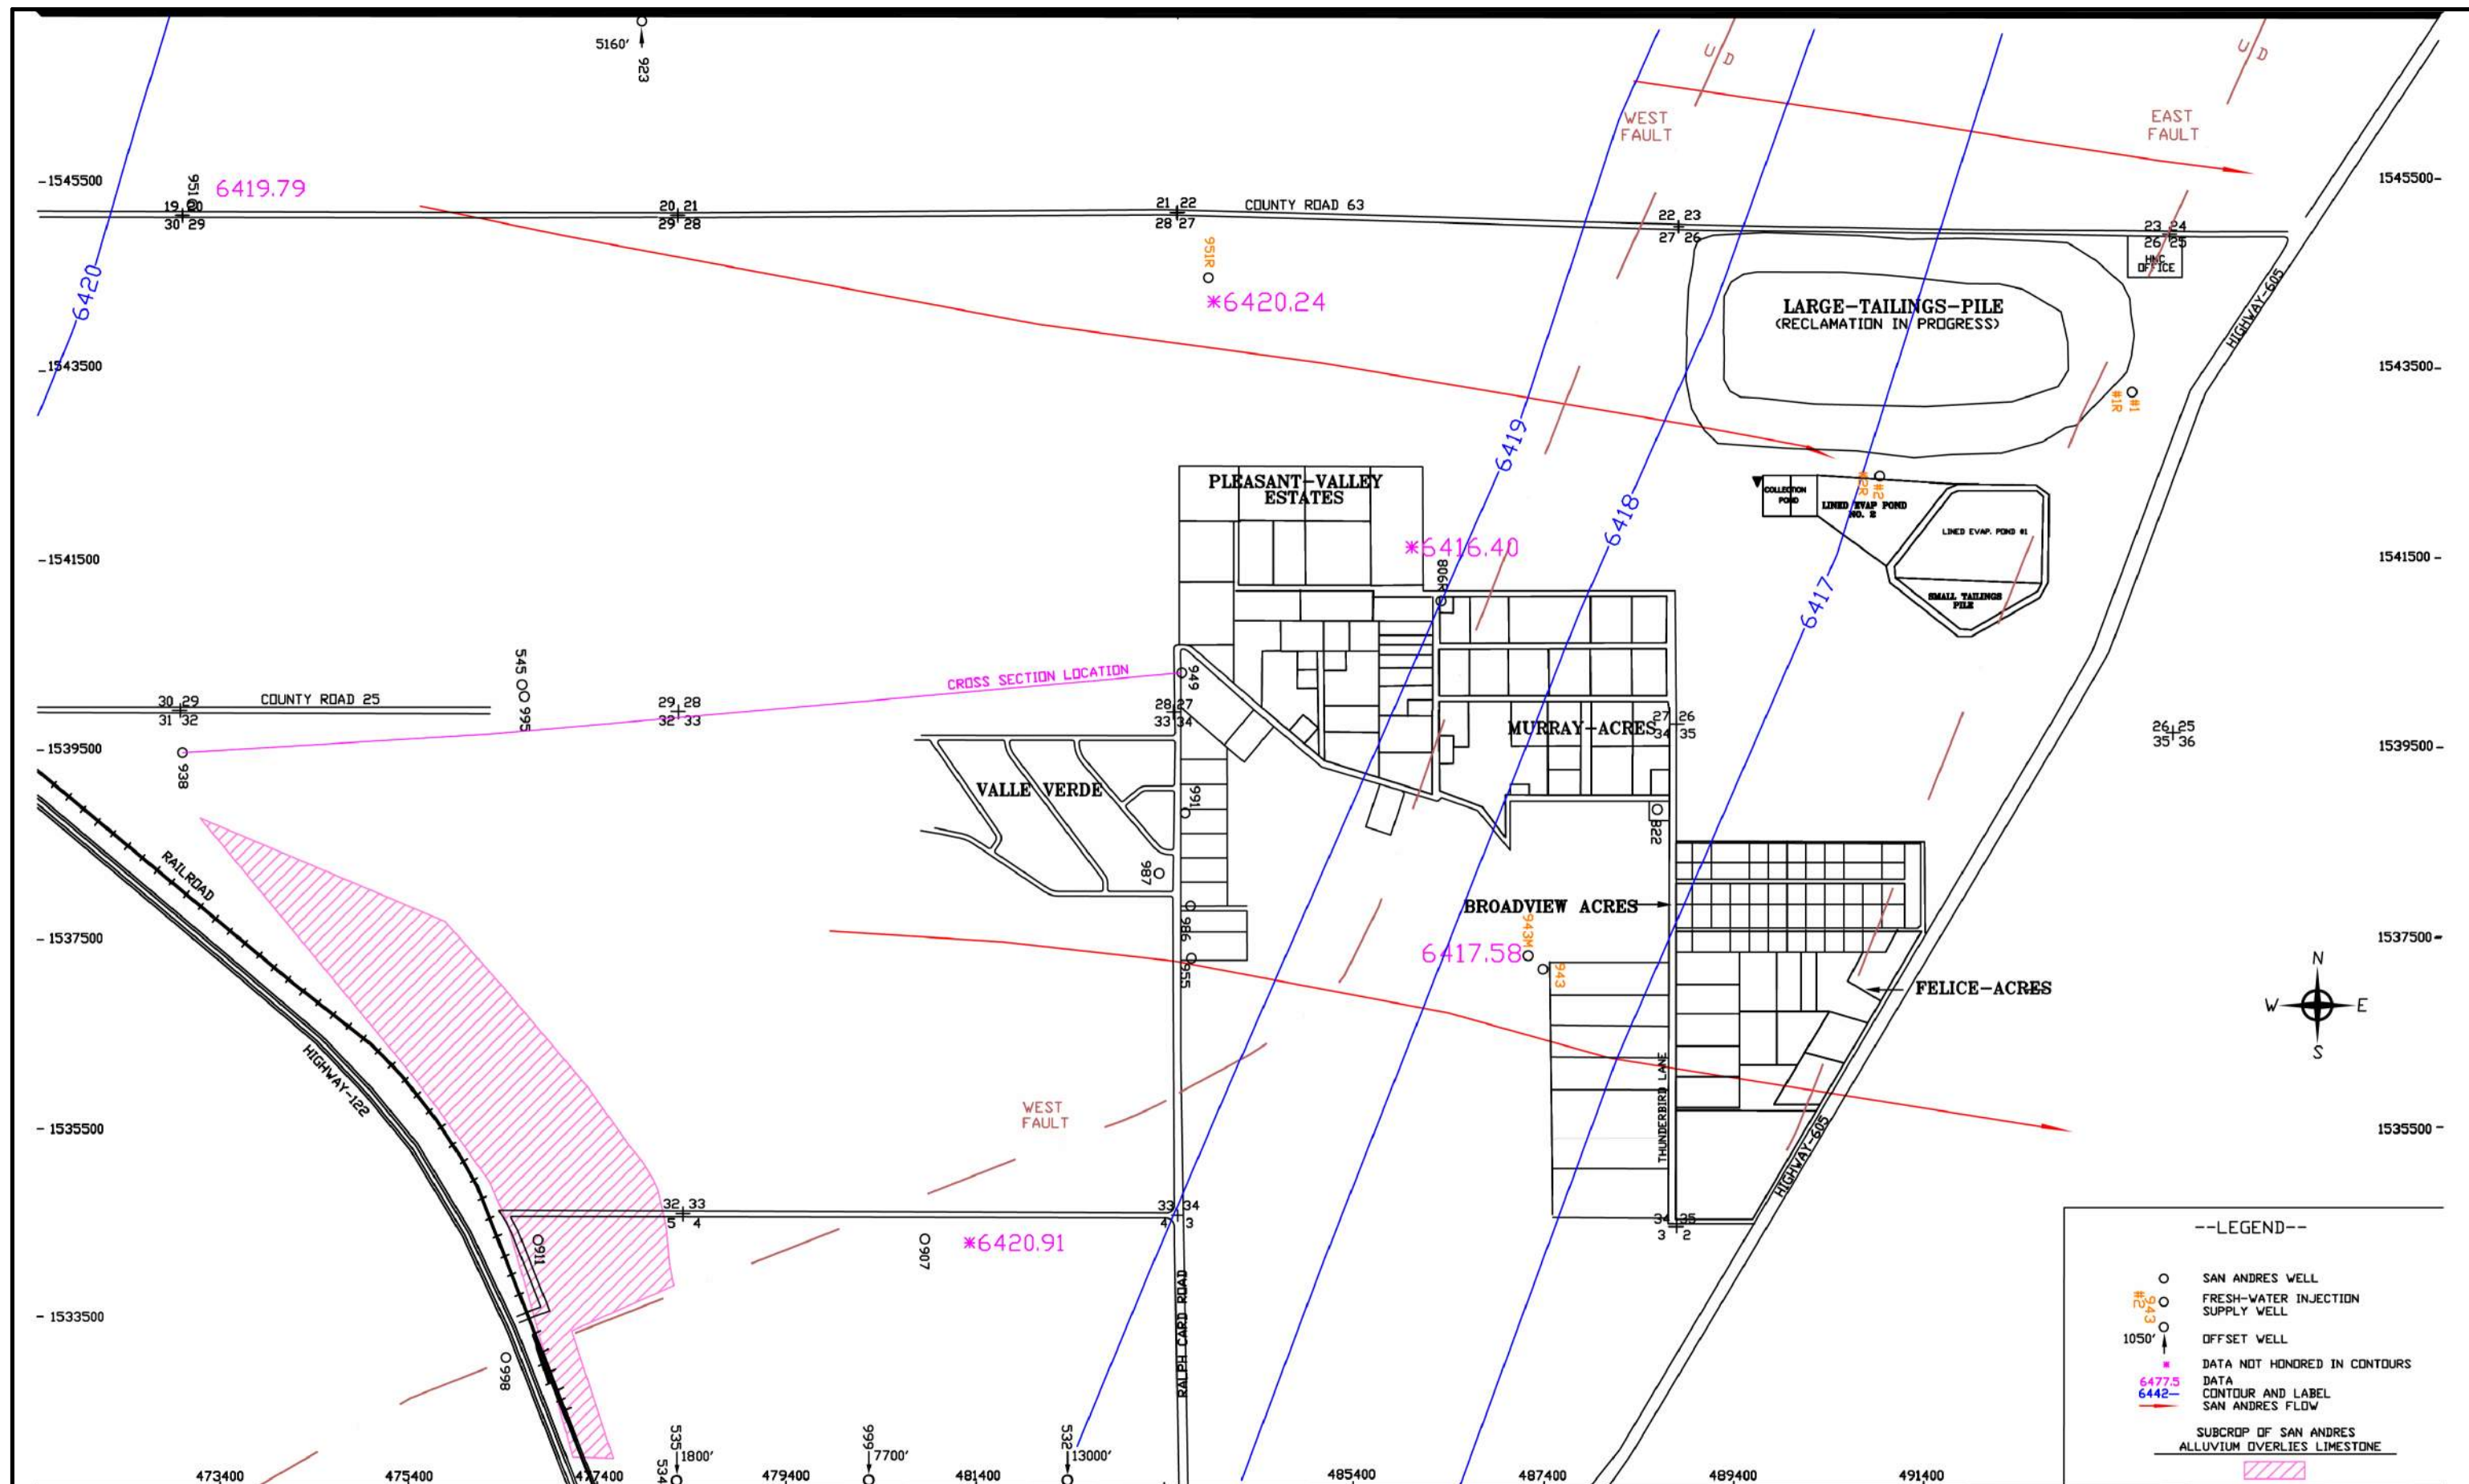 5160'
923
U D
U D
WEST
FAULT
EAST
FAULT
-1545500
1545500-
951
6419.79
19 20
30 29
20 21
29 28
21 22
28 27
COUNTY ROAD 63
22 23
27 26
23 24
26 25
HMC
OFFICE
6420
951R
*6420.24
LARGE-TAILINGS-PILE
(RECLAMATION IN PROGRESS)
HIGHWAY-605
-1543500
1543500-
#1
#1R
6419
PLEASANT-VALLEY
ESTATES
6418
COLLECTION
POND
#2R
#2
LINED EVAP POND
NO. 2
LINED EVAP. POND #1
*6416.40
-1541500
1541500-
806R
6417
SMALL TAILINGS
PILE
545
995
CROSS SECTION LOCATION
949
30 29
31 32
COUNTY ROAD 25
29 28
32 33
28 27
33 34
MURRAY-ACRES
27 26
34 35
26 25
35 36
-1539500
1539500-
938
VALLE VERDE
991
822
RAILROAD
987
BROADVIEW ACRES
986
943M
6417.58
943
955
-1537500
1537500-
FELICE-ACRES
N
W E
S
HIGHWAY-122
WEST
FAULT
THUNDERBIRD LANE
-1535500
1535500-
HIGHWAY-605
32 33
5 4
33 34
4 3
34 35
3 2
911
907
*6420.91
RALPH CARD ROAD
-1533500
998
--LEGEND--
SAN ANDRES WELL
#2
943
FRESH-WATER INJECTION
SUPPLY WELL
1050'
OFFSET WELL
*
DATA NOT HONORED IN CONTOURS
6477.5
DATA
6442-
CONTOUR AND LABEL
SAN ANDRES FLOW
SUBCROP OF SAN ANDRES
ALLUVIUM OVERLIES LIMESTONE
535
1800'
534
999
7700'
532
13000'
473400
475400
477400
479400
481400
485400
487400
489400
491400